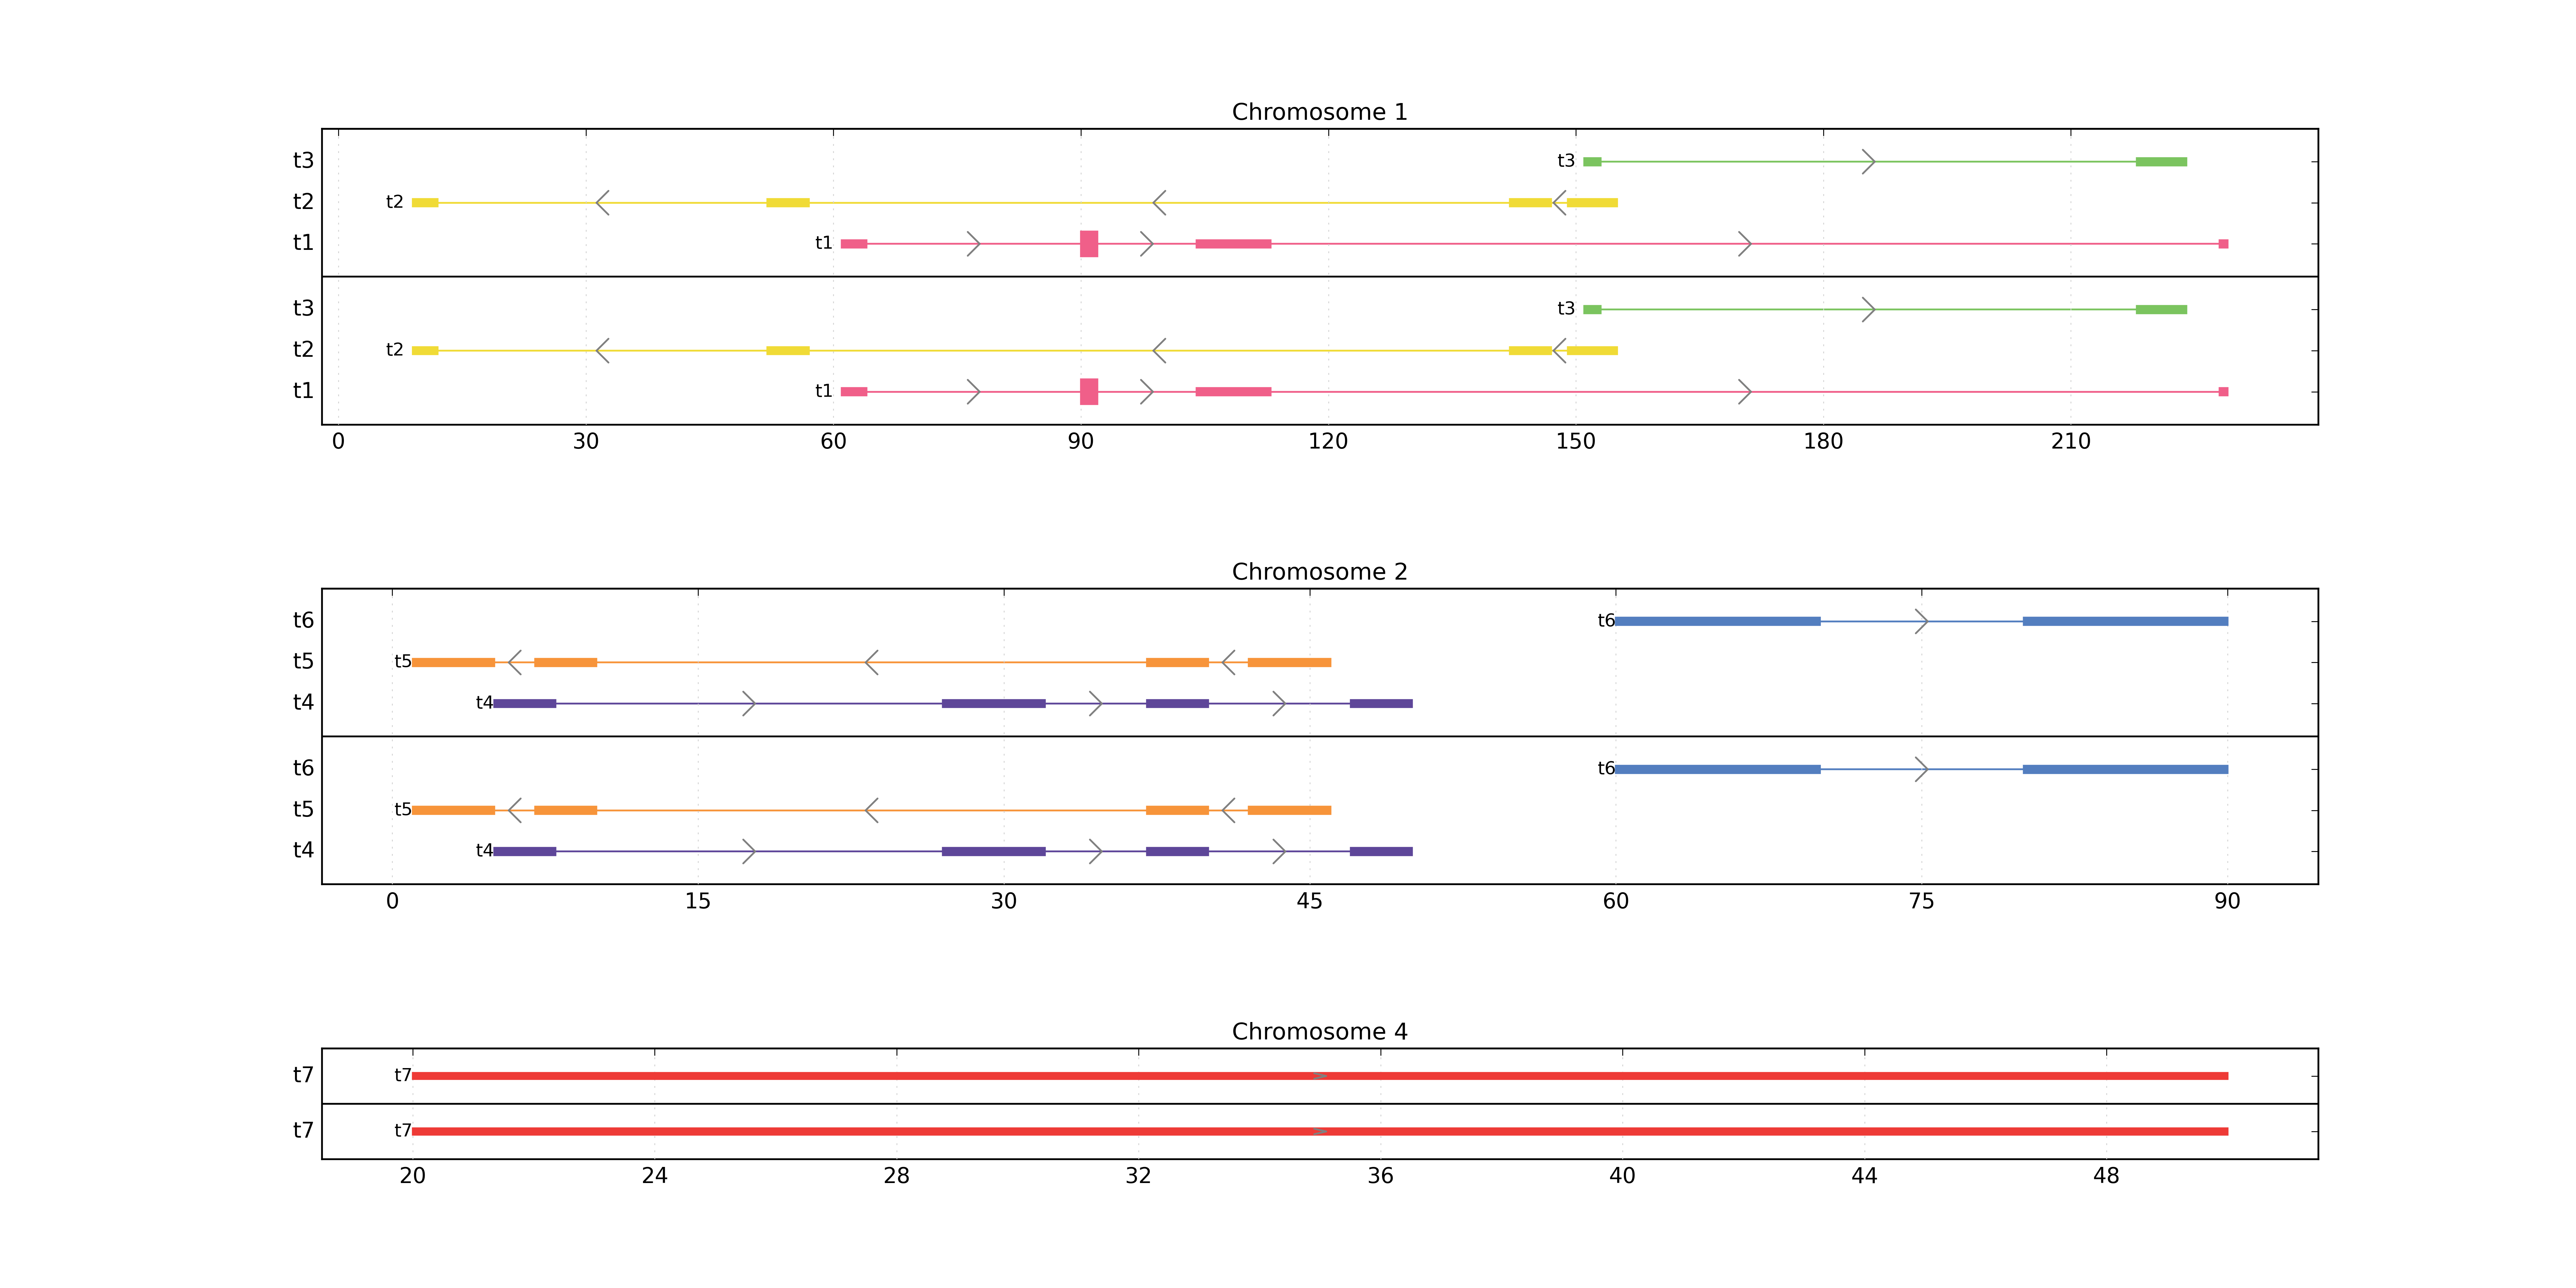 Chromosome 1
t3 t3
t2 t2
t1 t1
t3 t3
t2 t2
t1 t1
0 30 60 90 120 150 180 210
Chromosome 2
t6 t6
t5 t5
t4 t4
t6 t6
t5 t5
t4 t4
0 15 30 45 60 75 90
Chromosome 4
t7 t7
t7 t7
20 24 28 32 36 40 44 48